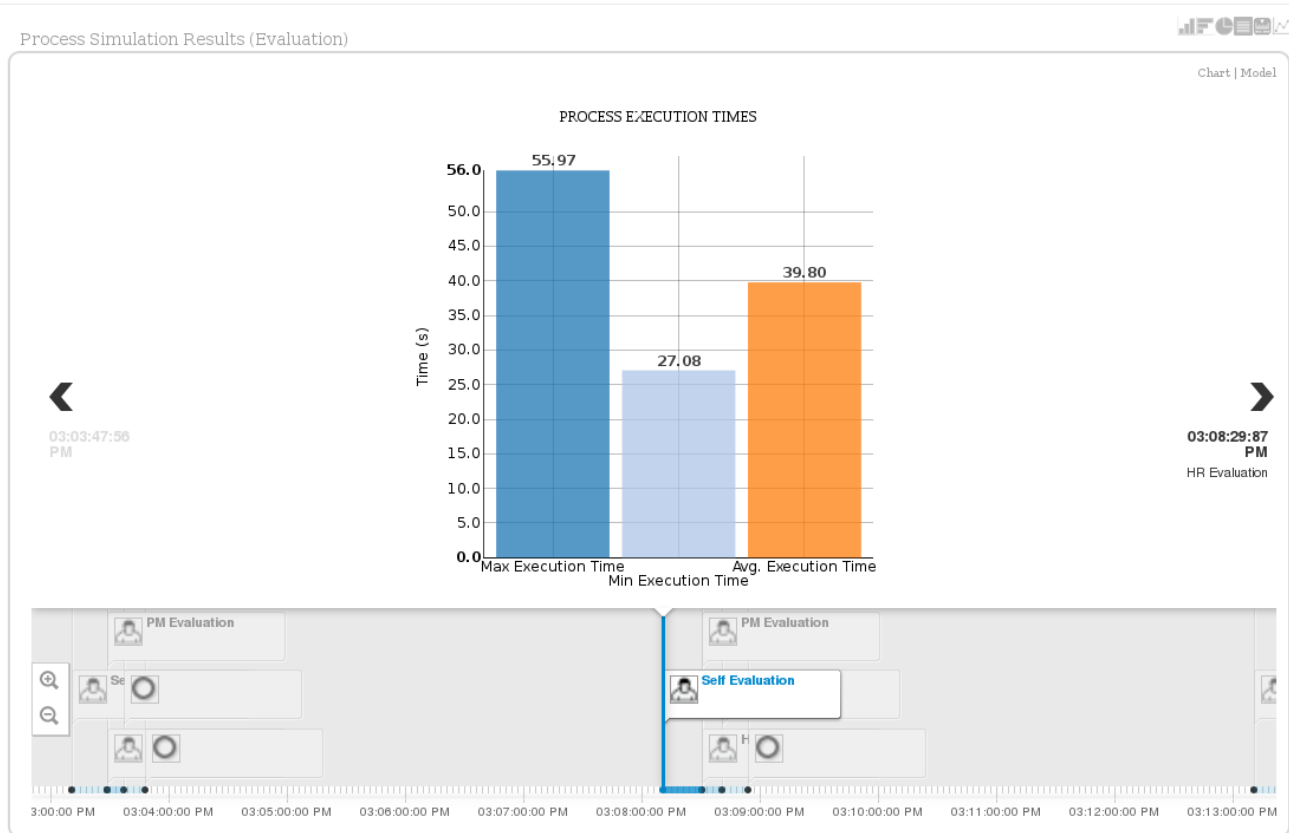 Process Simulation Results (Evaluation)
Chart | Model
PROCESS EXECUTION TIMES
55.97
56.0
50.0
45.0
39.80
40.0
35.0
30.0
27.08
25.0
20.0
15.0
10.0
5.0
0.0
Time (s)
Max Execution Time
Min Execution Time
Avg. Execution Time
03:03:47:56
PM
03:08:29:87
PM
HR Evaluation
PM Evaluation
PM Evaluation
Se
Self Evaluation
H
3:00:00 PM 03:04:00:00 PM 03:05:00:00 PM 03:06:00:00 PM 03:07:00:00 PM 03:08:00:00 PM 03:09:00:00 PM 03:10:00:00 PM 03:11:00:00 PM 03:12:00:00 PM 03:13:00:00 PM